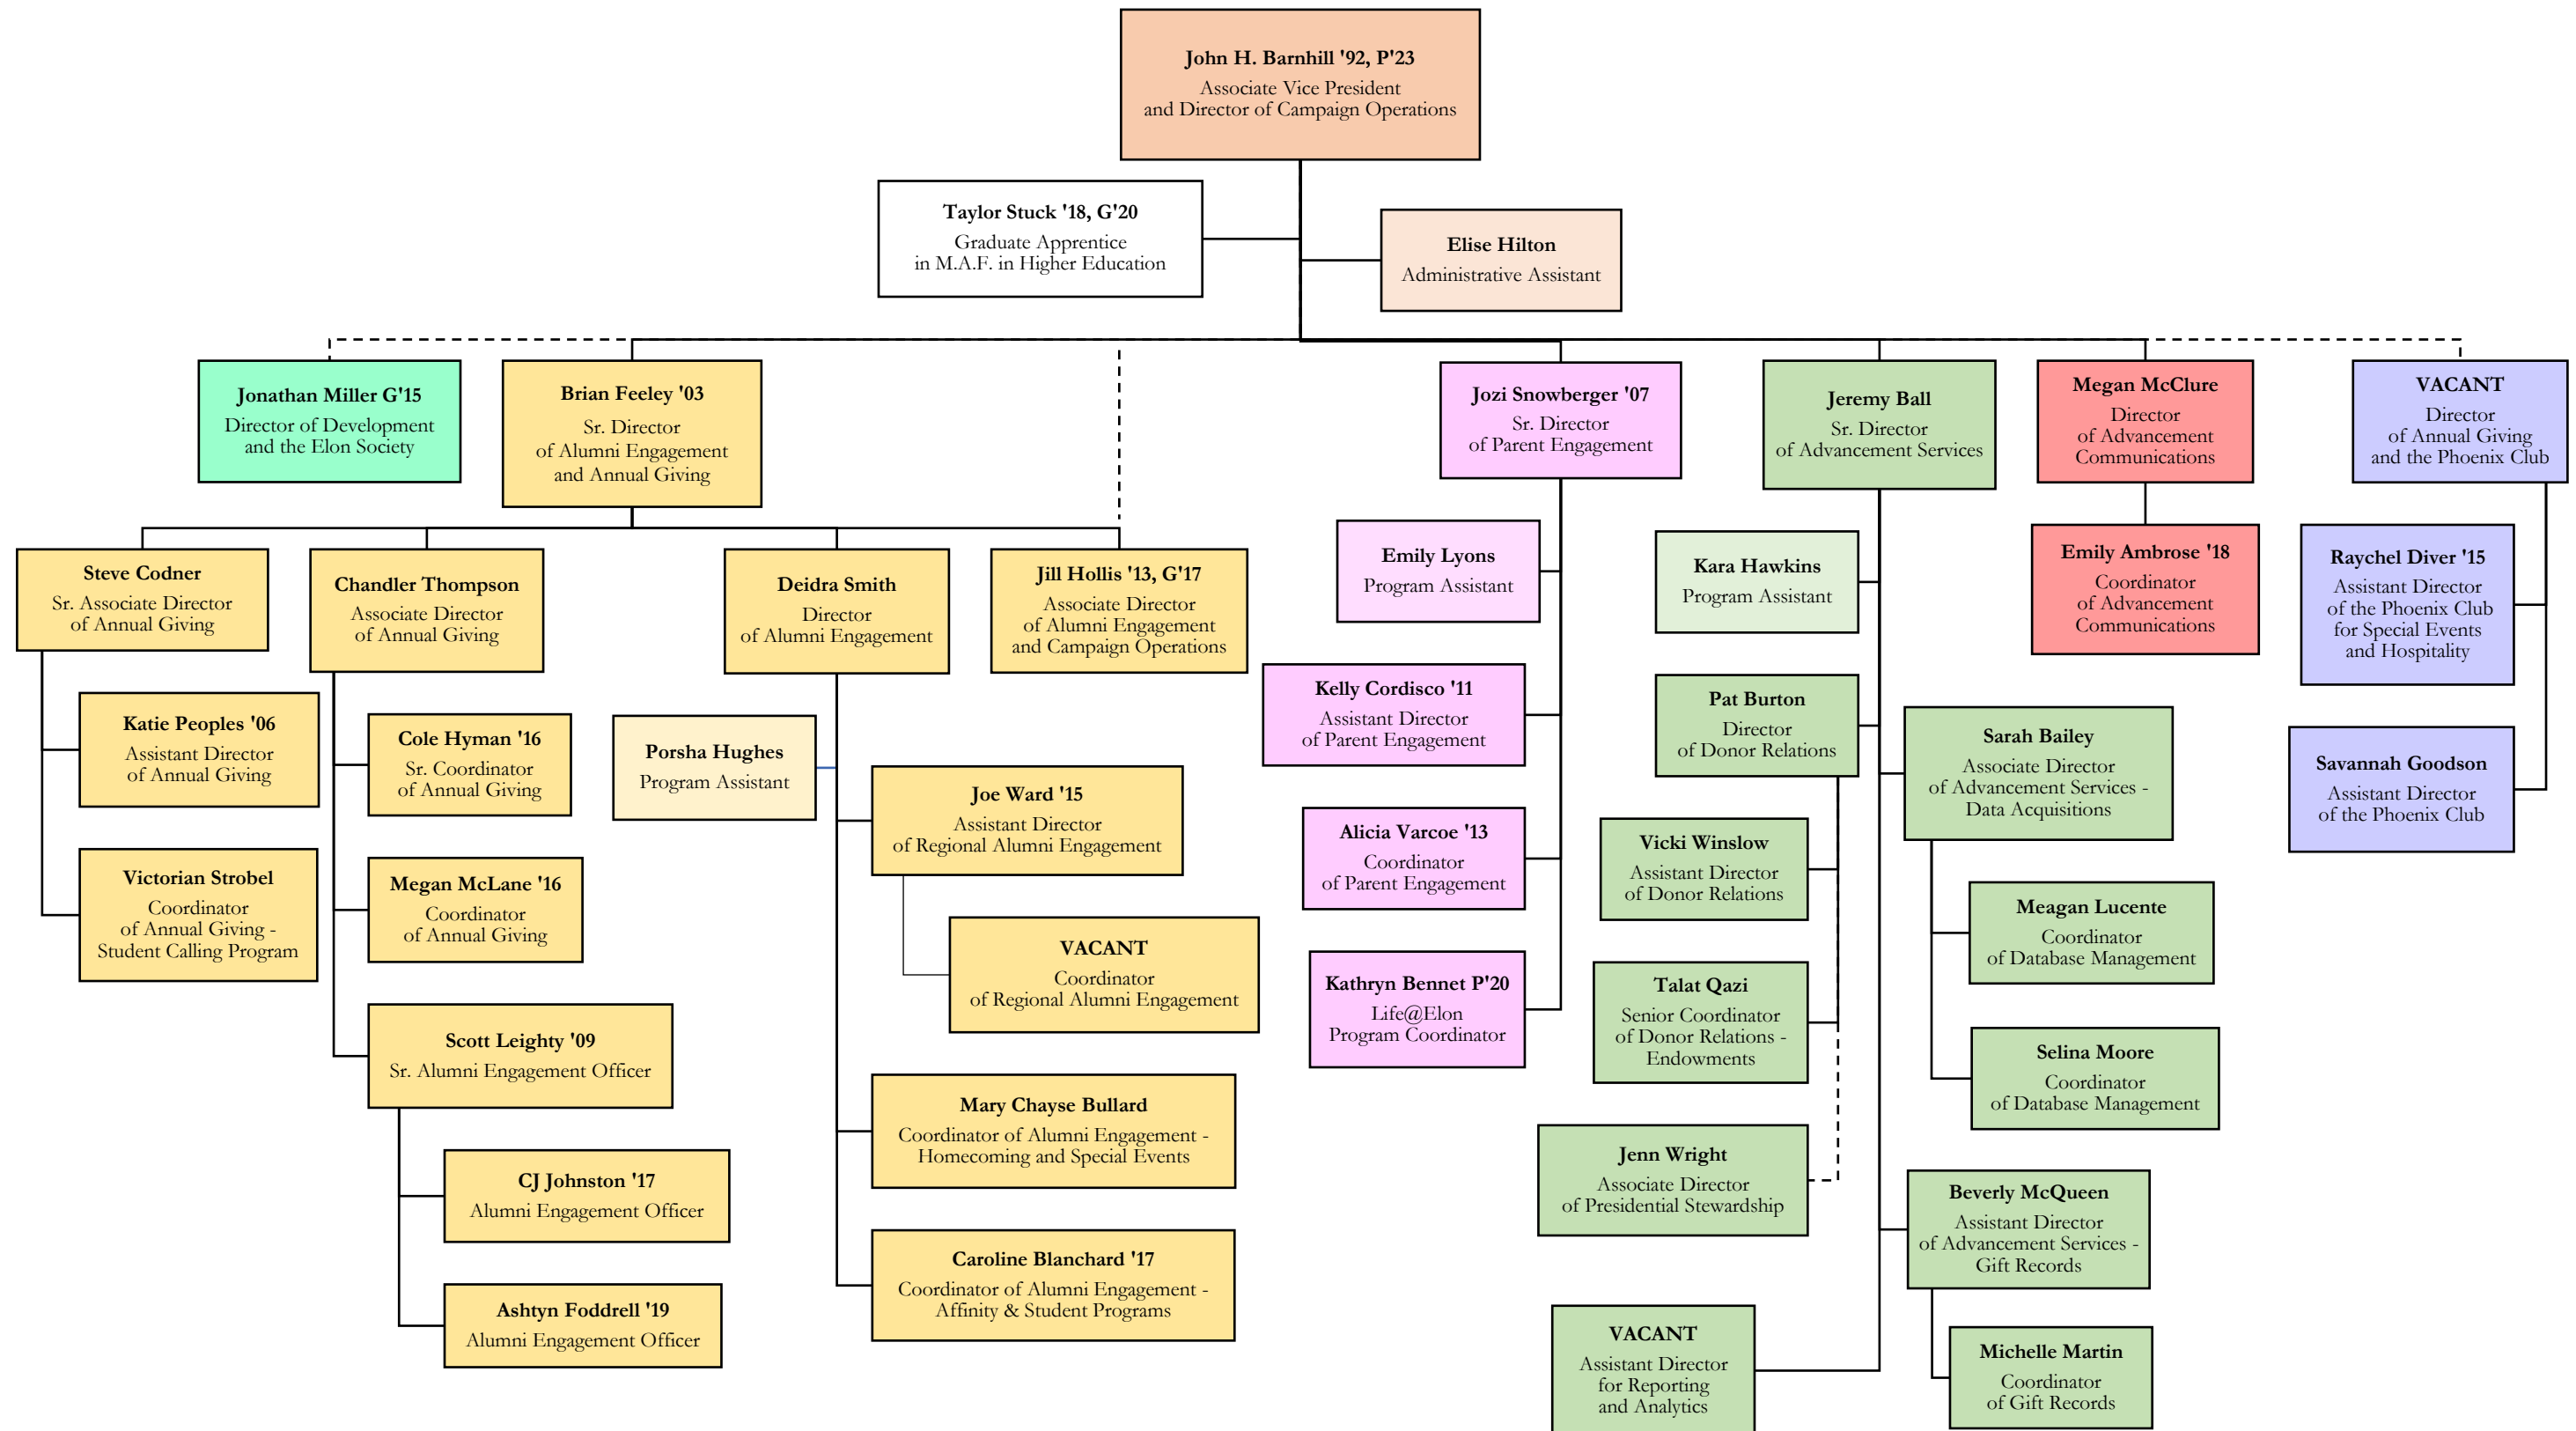 John H. Barnhill '92, P'23
Associate Vice President
and Director of Campaign Operations
Taylor Stuck '18, G'20
Graduate Apprentice
in M.A.F. in Higher Education
Elise Hilton
Administrative Assistant
Jonathan Miller G'15
Director of Development
and the Elon Society
Brian Feeley '03
Sr. Director
of Alumni Engagement
and Annual Giving
Jozi Snowberger '07
Sr. Director
of Parent Engagement
Jeremy Ball
Sr. Director
of Advancement Services
Megan McClure
Director
of Advancement
Communications
VACANT
Director
of Annual Giving
and the Phoenix Club
Steve Codner
Sr. Associate Director
of Annual Giving
Katie Peoples '06
Assistant Director
of Annual Giving
Victorian Strobel
Coordinator
of Annual Giving -
Student Calling Program
Chandler Thompson
Associate Director
of Annual Giving
Cole Hyman '16
Sr. Coordinator
of Annual Giving
Megan McLane '16
Coordinator
of Annual Giving
Scott Leighty '09
Sr. Alumni Engagement Officer
CJ Johnston '17
Alumni Engagement Officer
Ashtyn Foddrell '19
Alumni Engagement Officer
Deidra Smith
Director
of Alumni Engagement
Porsha Hughes
Program Assistant
Joe Ward '15
Assistant Director
of Regional Alumni Engagement
VACANT
Coordinator
of Regional Alumni Engagement
Mary Chayse Bullard
Coordinator of Alumni Engagement -
Homecoming and Special Events
Caroline Blanchard '17
Coordinator of Alumni Engagement -
Affinity & Student Programs
Jill Hollis '13, G'17
Associate Director
of Alumni Engagement
and Campaign Operations
Emily Lyons
Program Assistant
Kelly Cordisco '11
Assistant Director
of Parent Engagement
Alicia Varcoe '13
Coordinator
of Parent Engagement
Kathryn Bennet P'20
Life@Elon
Program Coordinator
Kara Hawkins
Program Assistant
Pat Burton
Director
of Donor Relations
Vicki Winslow
Assistant Director
of Donor Relations
Talat Qazi
Senior Coordinator
of Donor Relations -
Endowments
Jenn Wright
Associate Director
of Presidential Stewardship
VACANT
Assistant Director
for Reporting
and Analytics
Sarah Bailey
Associate Director
of Advancement Services -
Data Acquisitions
Meagan Lucente
Coordinator
of Database Management
Selina Moore
Coordinator
of Database Management
Beverly McQueen
Assistant Director
of Advancement Services -
Gift Records
Michelle Martin
Coordinator
of Gift Records
Emily Ambrose '18
Coordinator
of Advancement
Communications
Raychel Diver '15
Assistant Director
of the Phoenix Club
for Special Events
and Hospitality
Savannah Goodson
Assistant Director
of the Phoenix Club